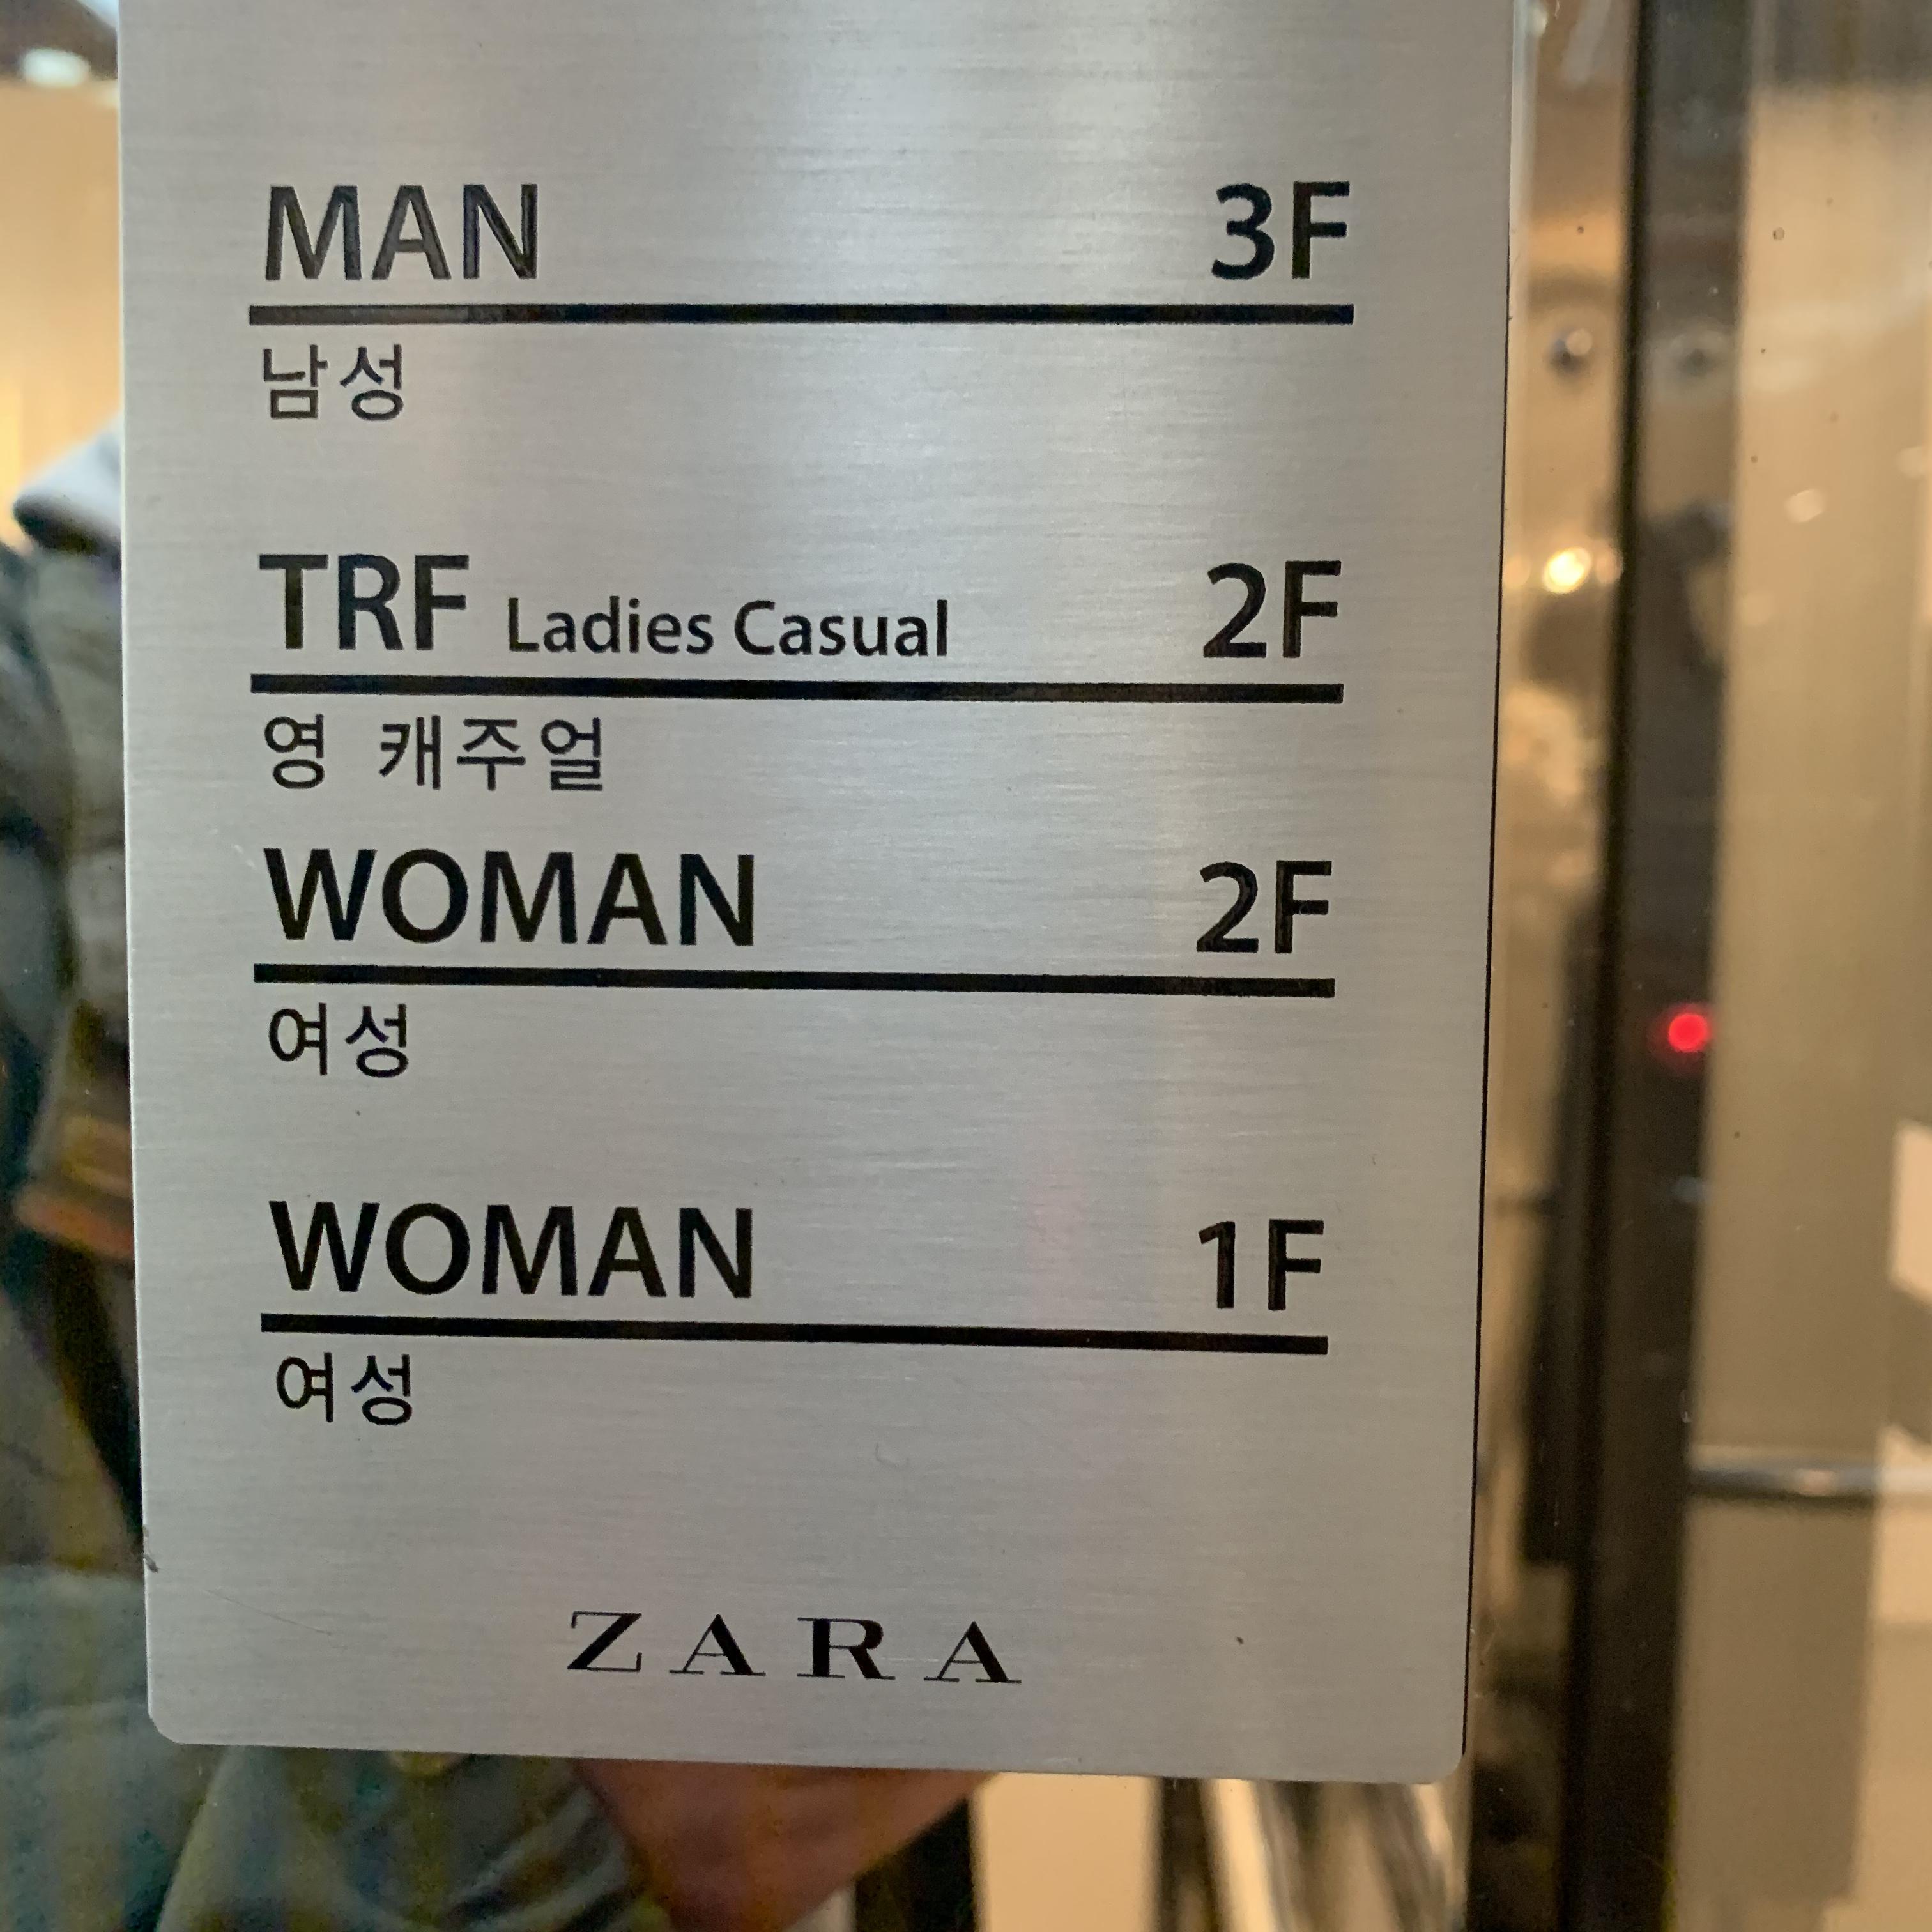 MAN 3F
남성
TRF Ladies Casual 2F
영 캐주얼
WOMAN 2F
여성
WOMAN 1F
여성
ZARA